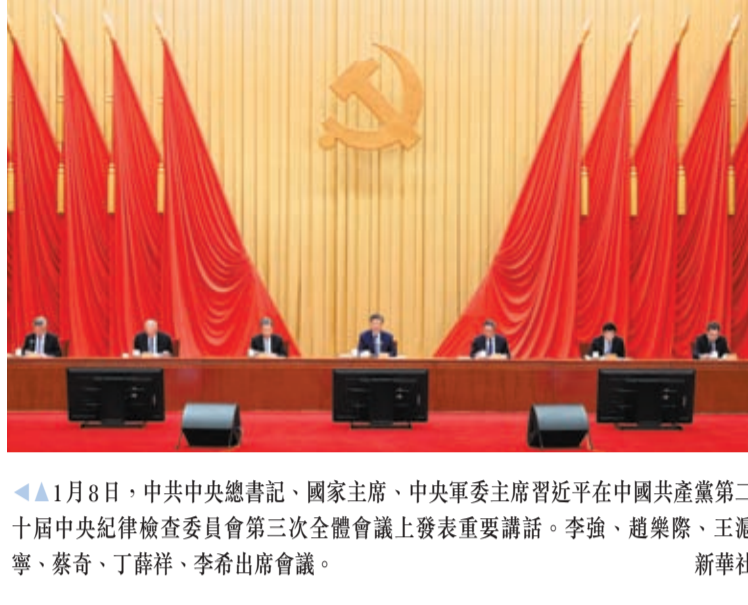 ◀▲1月8日，中共中央總書記、國家主席、中央軍委主席習近平在中國共產黨第二
十屆中央紀律檢查委員會第三次全體會議上發表重要講話。李強、趙樂際、王滬
寧、蔡奇、丁薛祥、李希出席會議。 新華社